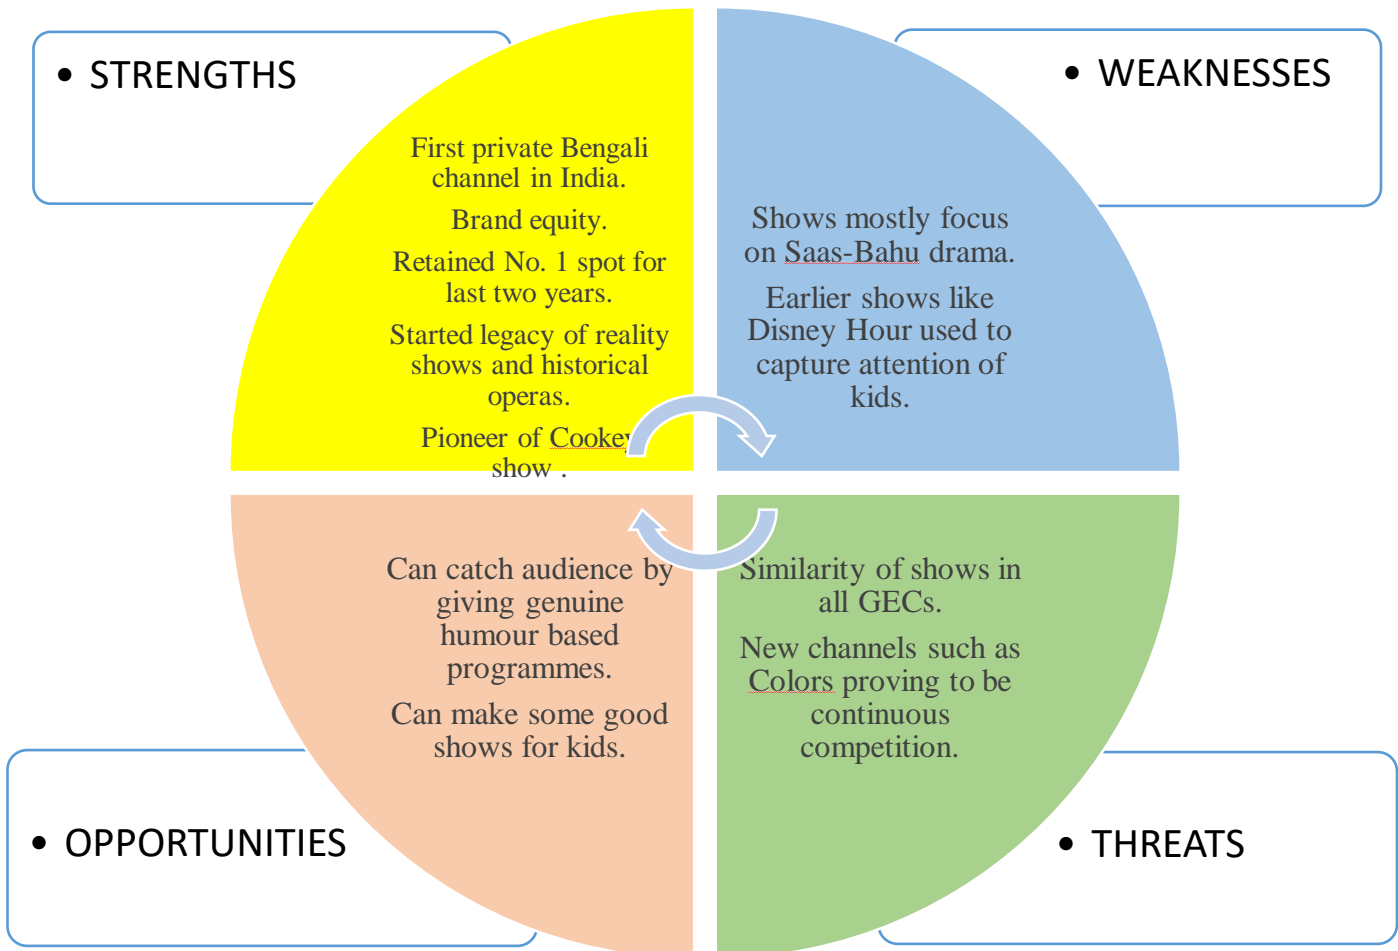 • STRENGTHS
First private Bengali
channel in India.
Brand equity.
Retained No. 1 spot for
last two years.
Started legacy of reality
shows and historical
operas.
Pioneer of Cookey
show .
• WEAKNESSES
Shows mostly focus
on Saas-Bahu drama.
Earlier shows like
Disney Hour used to
capture attention of
kids.
• OPPORTUNITIES
Can catch audience by
giving genuine
humour based
programmes.
Can make some good
shows for kids.
• THREATS
Similarity of shows in
all GECs.
New channels such as
Colors proving to be
continuous
competition.